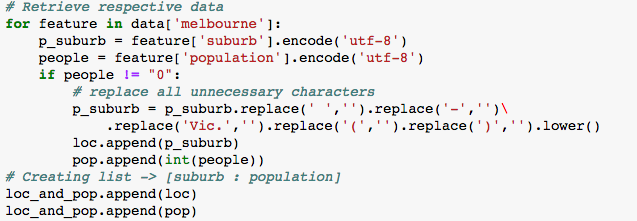 # Retrieve respective data
for feature in data['melbourne']:
    p_suburb = feature['suburb'].encode('utf-8')
    people = feature['population'].encode('utf-8')
    if people != "0":
        # replace all unnecessary characters
        p_suburb = p_suburb.replace(' ','').replace('-','')\
            .replace('Vic.','').replace('(','').replace(')','').lower()
        loc.append(p_suburb)
        pop.append(int(people))
# Creating list -> [suburb : population]
loc_and_pop.append(loc)
loc_and_pop.append(pop)